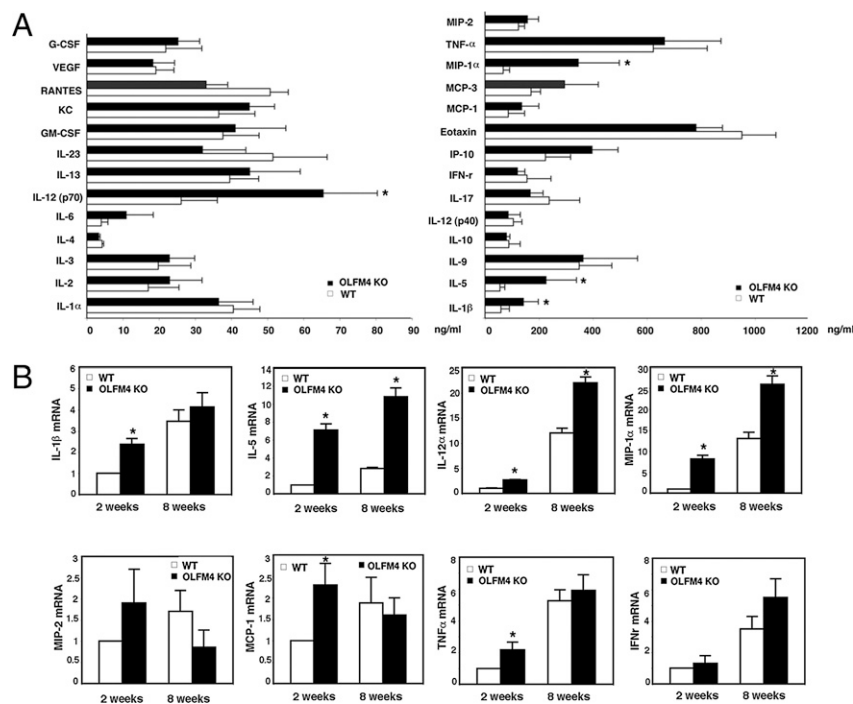 A
G-CSF
VEGF
RANTES
KC
GM-CSF
IL-23
IL-13
IL-12 (p70)
*
IL-6
IL-4
IL-3
IL-2
IL-1α
OLFM4 KO
WT
0 10 20 30 40 50 60 70 80 90
ng/ml
MIP-2
TNF-α
MIP-1α
*
MCP-3
MCP-1
Eotaxin
IP-10
IFN-r
IL-17
IL-12 (p40)
IL-10
IL-9
IL-5
*
IL-1β
*
OLFM4 KO
WT
0 200 400 600 800 1000 1200
ng/ml
B
IL-1β mRNA
0 1 2 3 4 5 6
WT
OLFM4 KO
*
2 weeks 8 weeks
IL-5 mRNA
0 2 4 6 8 10 12 14
WT
OLFM4 KO
* *
2 weeks 8 weeks
IL-12α mRNA
0 5 10 15 20 25
WT
OLFM4 KO
* *
2 weeks 8 weeks
MIP-1α mRNA
0 5 10 15 20 25 30
WT
OLFM4 KO
* *
2 weeks 8 weeks
MIP-2 mRNA
0 0.5 1 1.5 2 2.5 3
WT
OLFM4 KO
2 weeks 8 weeks
MCP-1 mRNA
0 0.5 1 1.5 2 2.5 3
WT
OLFM4 KO
*
2 weeks 8 weeks
TNFα mRNA
0 2 4 6 8
WT
OLFM4 KO
*
2 weeks 8 weeks
IFNr mRNA
0 2 4 6 8
WT
OLFM4 KO
2 weeks 8 weeks